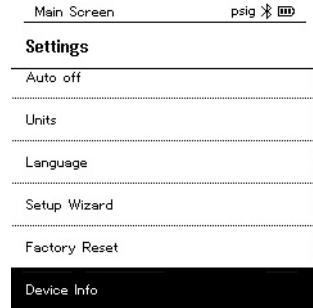 Main Screen psig
Settings
Auto off
Units
Language
Setup Wizard
Factory Reset
Device Info